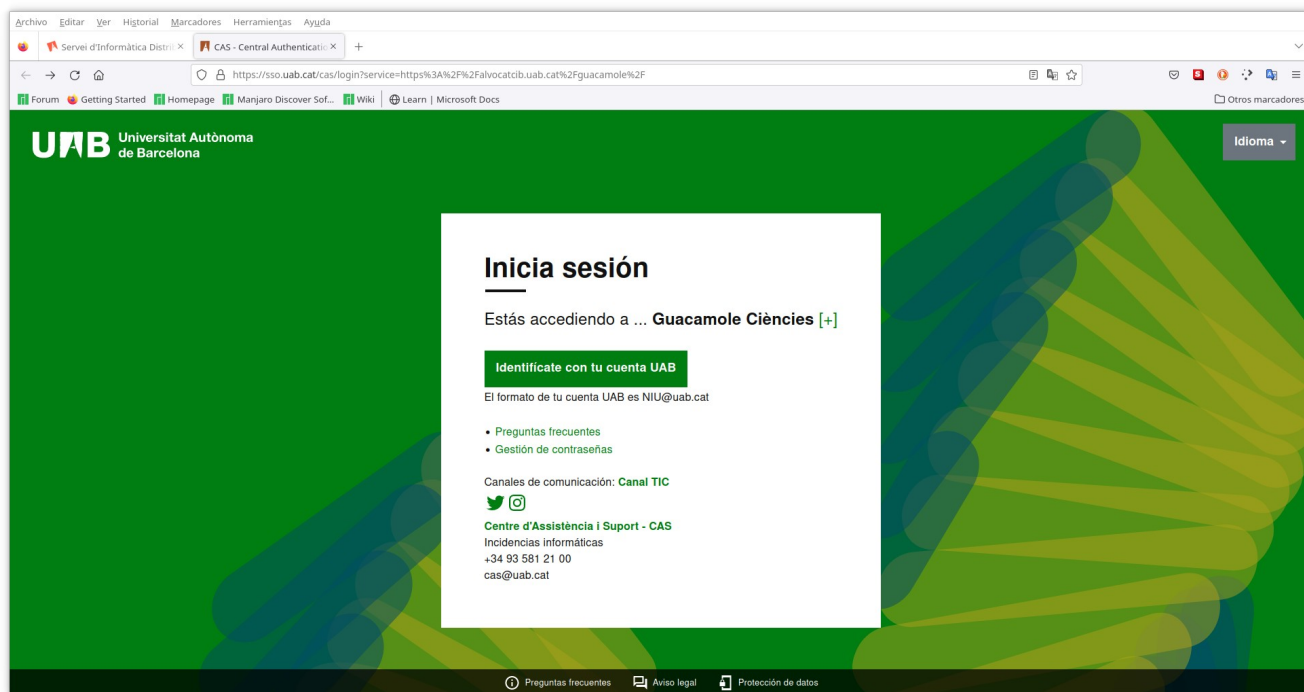 Archivo Editar Ver Historial Marcadores Herramientas Ayuda
Servei d'Informàtica Distri CAS - Central Authenticatio
https://sso.uab.cat/cas/login?service=https%3A%2F%2Falvocatcib.uab.cat%2Fguacamole%2F
Forum Getting Started Homepage Manjaro Discover Sof... Wiki Learn | Microsoft Docs Otros marcadores
UAB Universitat Autònoma
de Barcelona
Idioma
Inicia sesión
Estás accediendo a ... Guacamole Ciències [+]
Identifícate con tu cuenta UAB
El formato de tu cuenta UAB es NIU@uab.cat
• Preguntas frecuentes
• Gestión de contraseñas
Canales de comunicación: Canal TIC
Centre d'Assistència i Suport - CAS
Incidencias informáticas
+34 93 581 21 00
cas@uab.cat
Preguntas frecuentes Aviso legal Protección de datos